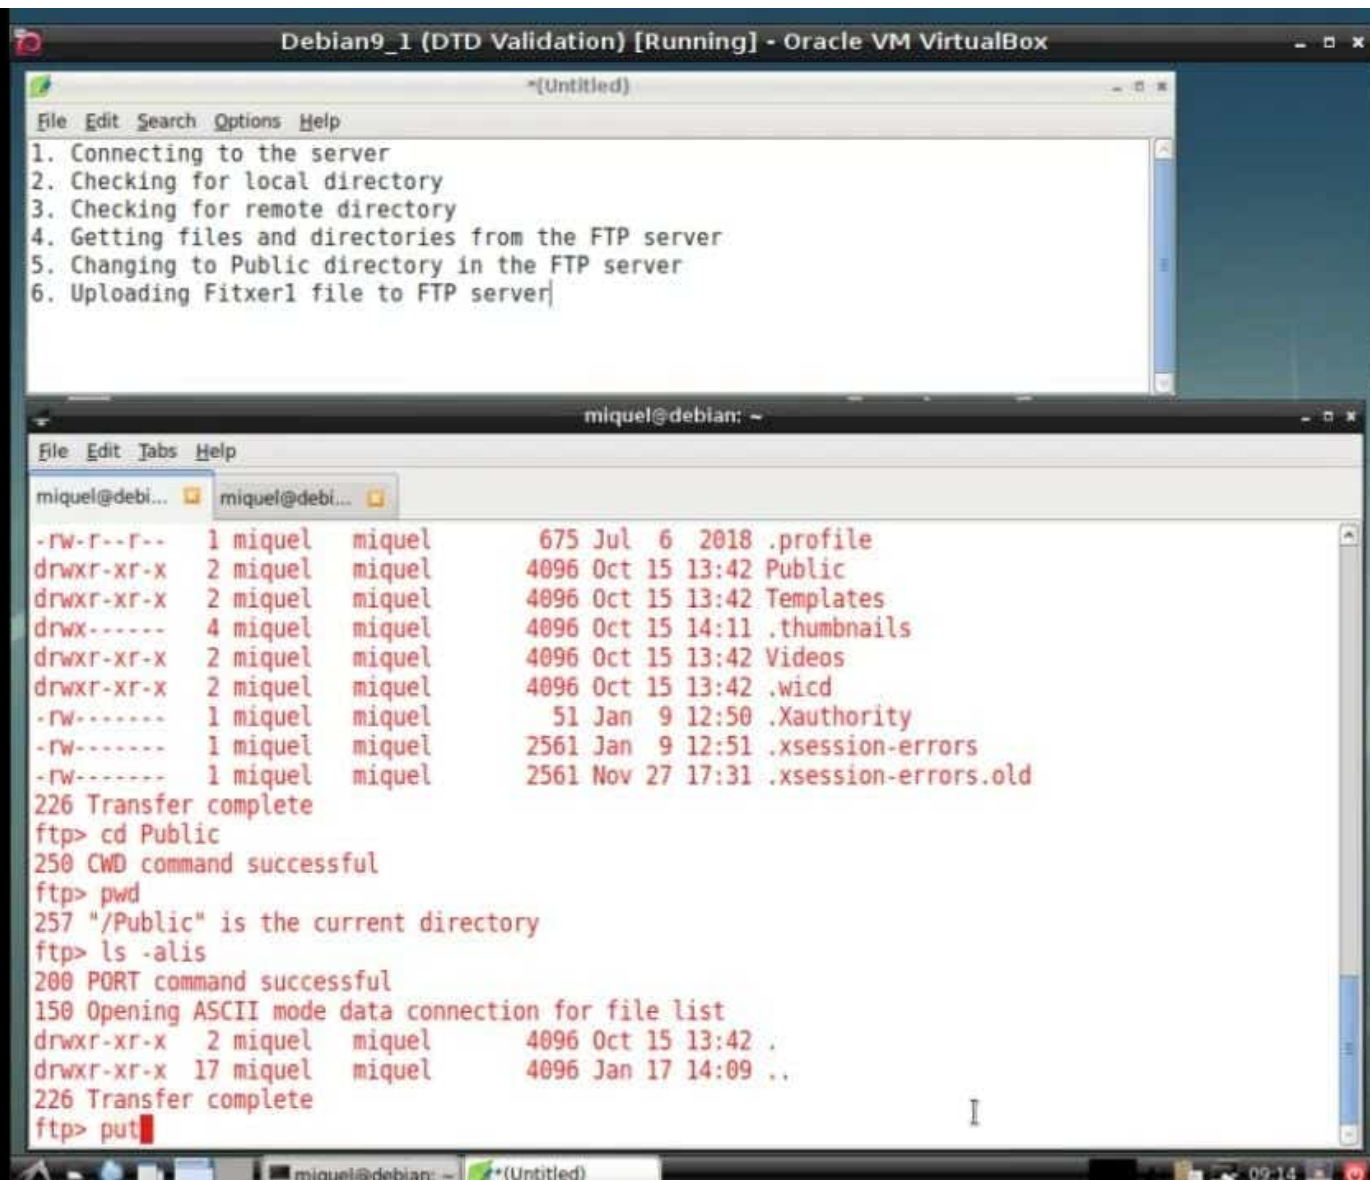 Debian9_1 (DTD Validation) [Running] - Oracle VM VirtualBox
*(Untitled)
File Edit Search Options Help
1. Connecting to the server
2. Checking for local directory
3. Checking for remote directory
4. Getting files and directories from the FTP server
5. Changing to Public directory in the FTP server
6. Uploading Fitxer1 file to FTP server
miquel@debian: ~
File Edit Tabs Help
miquel@debi... miquel@debi...
-rw-r--r-- 1 miquel miquel 675 Jul 6 2018 .profile
drwxr-xr-x 2 miquel miquel 4096 Oct 15 13:42 Public
drwxr-xr-x 2 miquel miquel 4096 Oct 15 13:42 Templates
drwx------ 4 miquel miquel 4096 Oct 15 14:11 .thumbnails
drwxr-xr-x 2 miquel miquel 4096 Oct 15 13:42 Videos
drwxr-xr-x 2 miquel miquel 4096 Oct 15 13:42 .wicd
-rw------- 1 miquel miquel 51 Jan 9 12:50 .Xauthority
-rw------- 1 miquel miquel 2561 Jan 9 12:51 .xsession-errors
-rw------- 1 miquel miquel 2561 Nov 27 17:31 .xsession-errors.old
226 Transfer complete
ftp> cd Public
250 CWD command successful
ftp> pwd
257 "/Public" is the current directory
ftp> ls -alis
200 PORT command successful
150 Opening ASCII mode data connection for file list
drwxr-xr-x 2 miquel miquel 4096 Oct 15 13:42 .
drwxr-xr-x 17 miquel miquel 4096 Jan 17 14:09 ..
226 Transfer complete
ftp> put
miquel@debian: ~ *(Untitled) 09:14